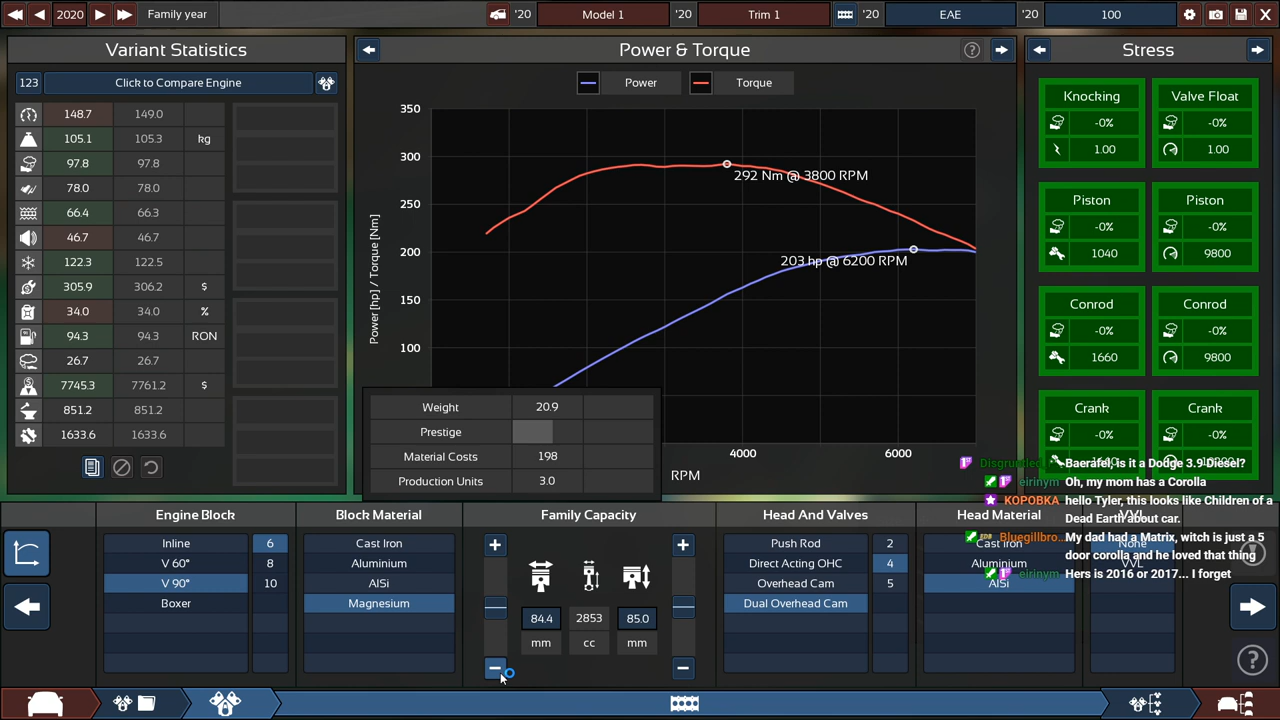 2020
Family year
'20
Model 1
'20
Trim 1
'20
EAE
'20
100
Variant Statistics
123
Click to Compare Engine
148.7 149.0
105.1 105.3 kg
97.8 97.8
78.0 78.0
66.4 66.3
46.7 46.7
122.3 122.5
305.9 306.2 $
34.0 34.0 %
94.3 94.3 RON
26.7 26.7
7745.3 7761.2 $
851.2 851.2
1633.6 1633.6
Power & Torque
?
Power
Torque
Power [hp] / Torque [Nm]
350
300
250
200
150
100
292 Nm @ 3800 RPM
203 hp @ 6200 RPM
4000
6000
RPM
Weight 20.9
Prestige
Material Costs 198
Production Units 3.0
Stress
Knocking
-0%
1.00
Valve Float
-0%
1.00
Piston
-0%
1040
Piston
-0%
9800
Conrod
-0%
1660
Conrod
-0%
9800
Crank
-0%
Crank
-0%
Baerafel, is it a Dodge 3.9 Diesel?
eirinym Oh, my mom has a Corolla
KOPOBKA hello Tyler, this looks like Children of a
Dead Earth about car.
Bluegillbro... My dad had a Matrix, witch is just a 5
door corolla and he loved that thing
eirinym Hers is 2016 or 2017... I forget
Engine Block
Inline
V 60°
V 90°
Boxer
6
8
10
Block Material
Cast Iron
Aluminium
AlSi
Magnesium
Family Capacity
84.4
2853
85.0
mm
cc
mm
Head And Valves
Push Rod
Direct Acting OHC
Overhead Cam
Dual Overhead Cam
2
4
5
Head Material
Cast Iron
Aluminium
AlSi
VVL
None
VVL
?